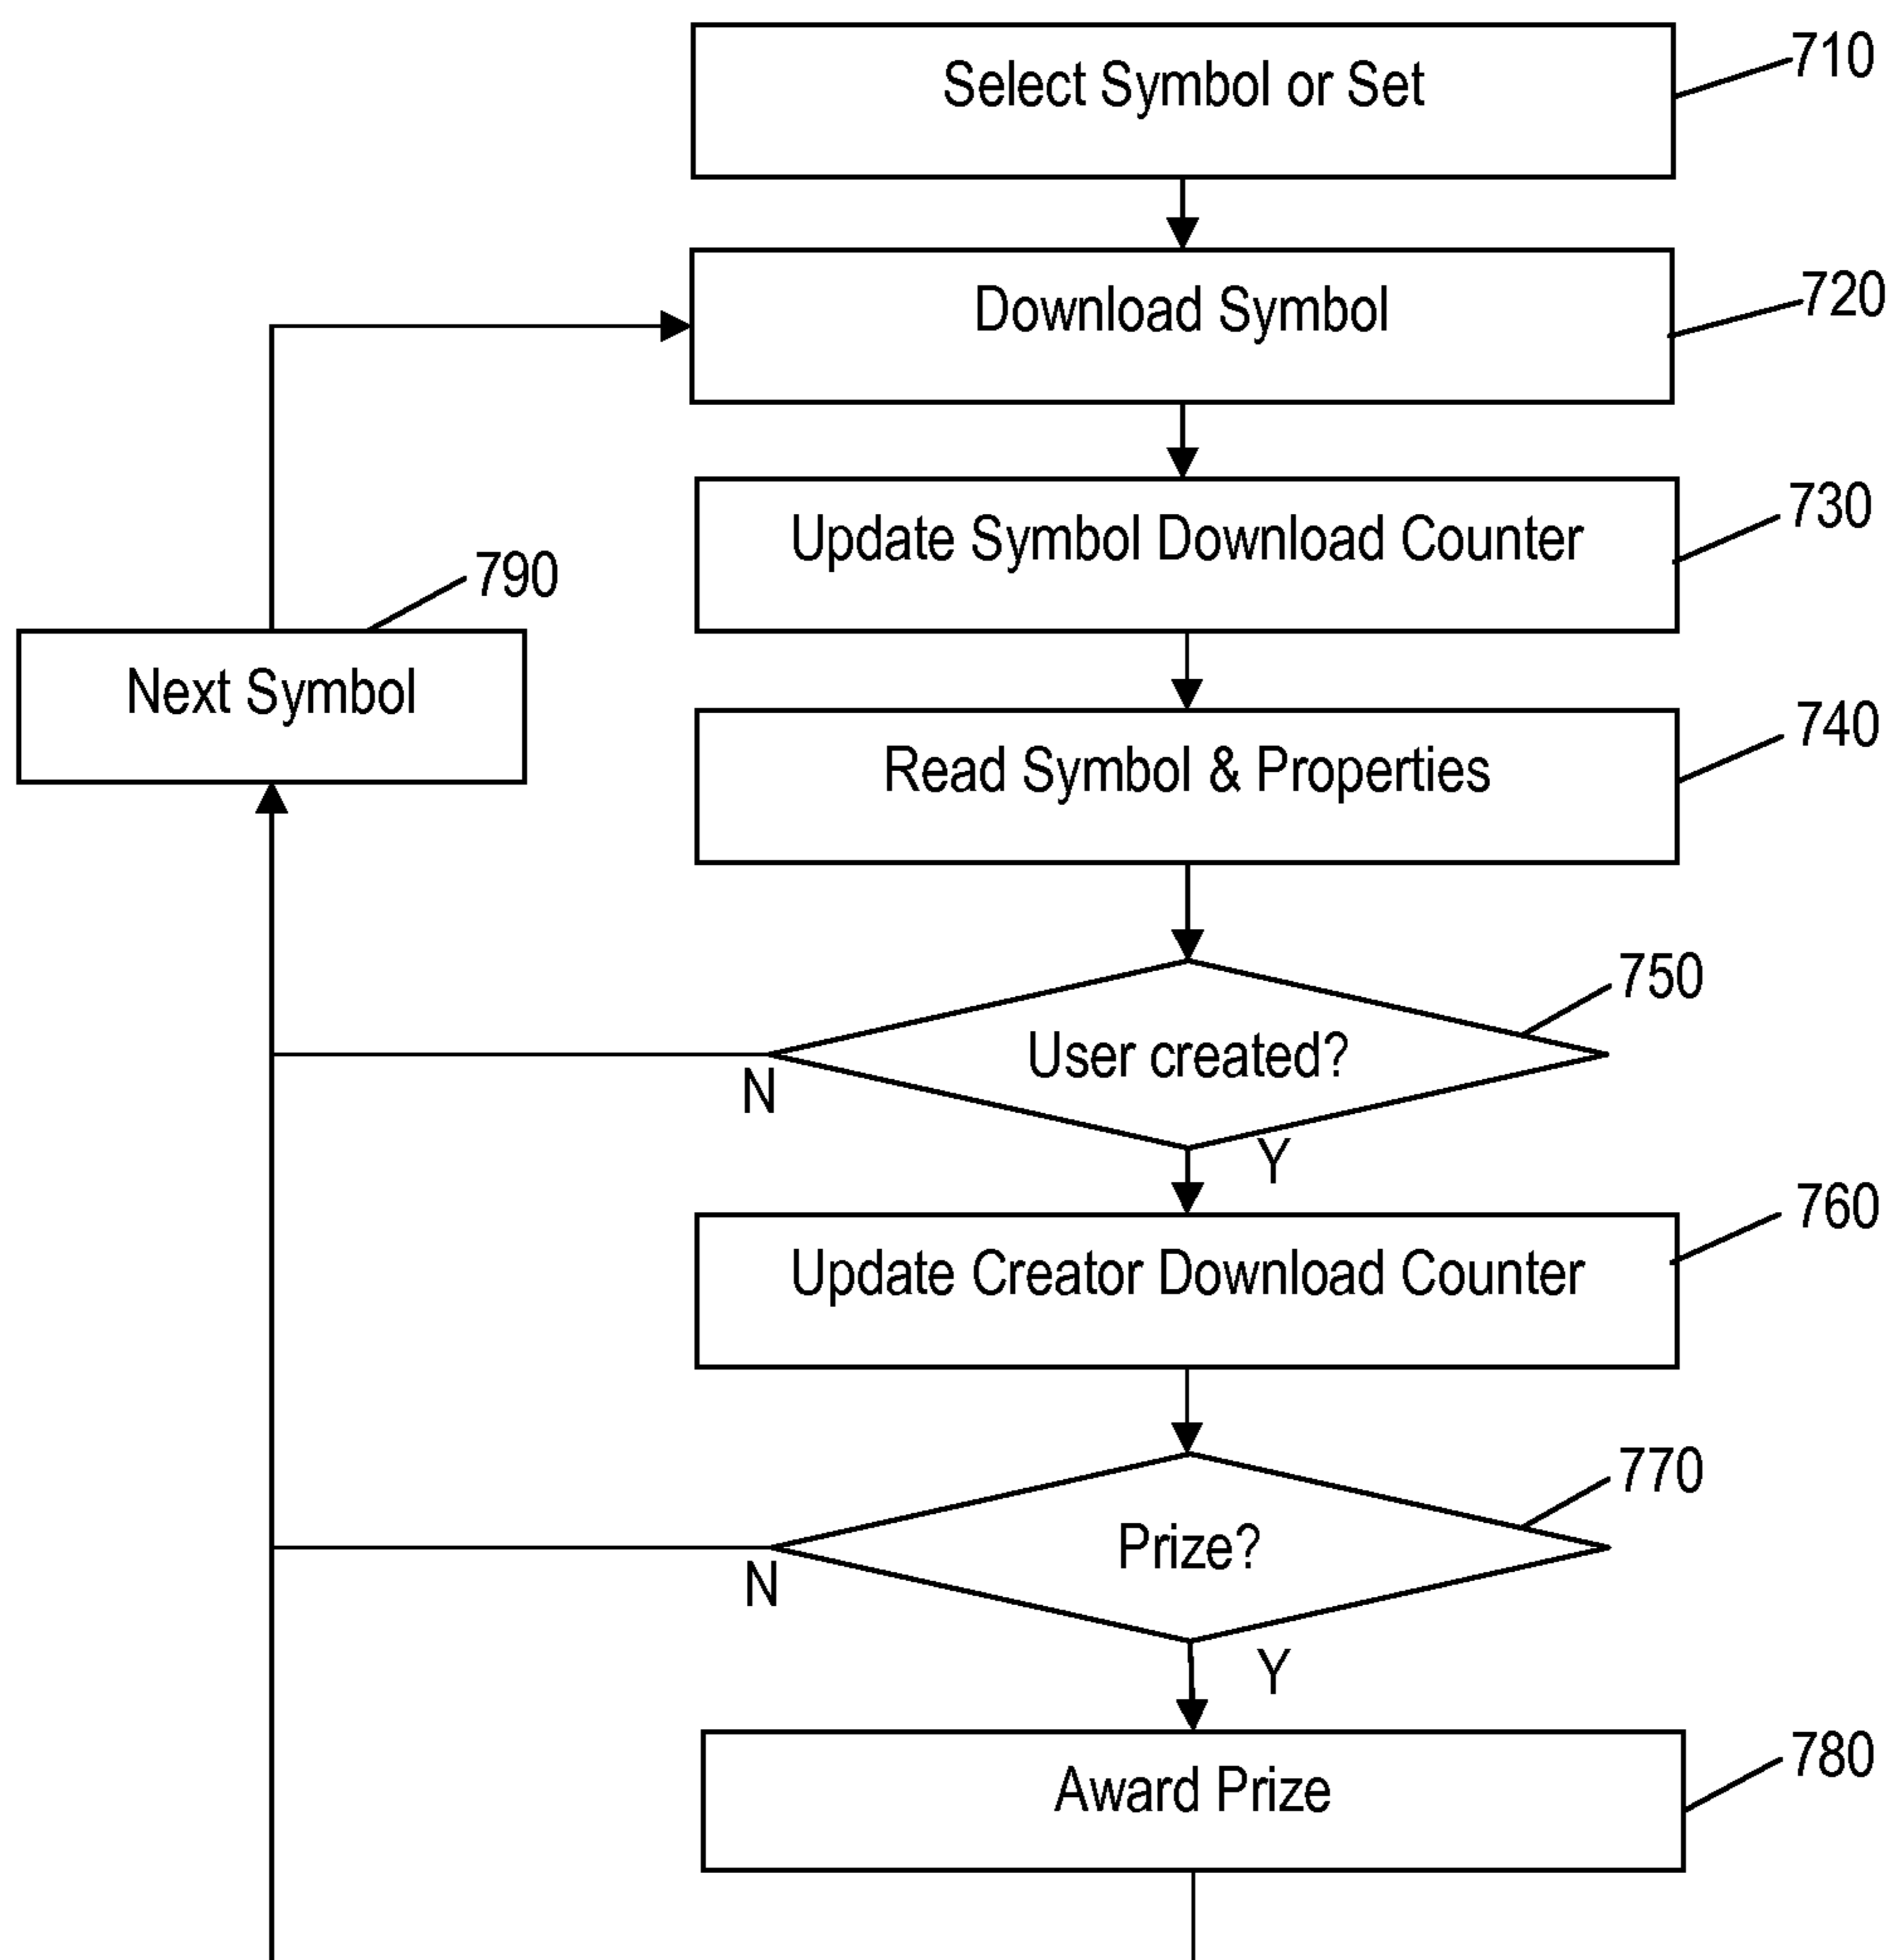 Select Symbol or Set
710
Download Symbol
720
Update Symbol Download Counter
730
790
Next Symbol
Read Symbol & Properties
740
750
User created?
N
Y
Update Creator Download Counter
760
770
Prize?
N
Y
Award Prize
780